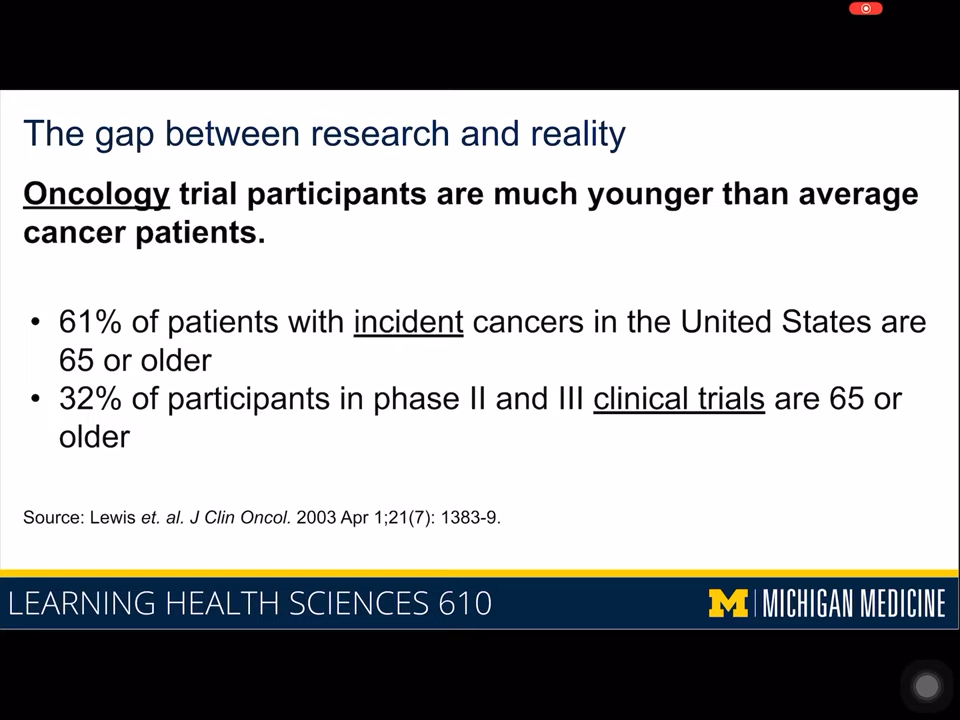 The gap between research and reality
Oncology trial participants are much younger than average
cancer patients.
• 61% of patients with incident cancers in the United States are
65 or older
• 32% of participants in phase II and III clinical trials are 65 or
older
Source: Lewis et. al. J Clin Oncol. 2003 Apr 1;21(7): 1383-9.
LEARNING HEALTH SCIENCES 610
M | MICHIGAN MEDICINE